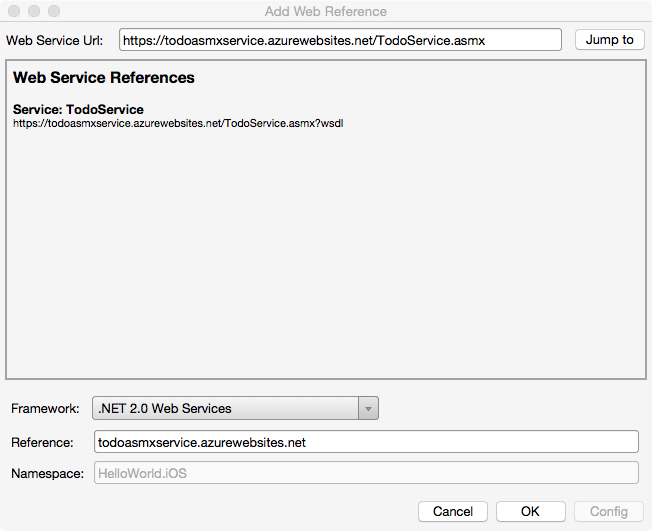 Add Web Reference
Web Service Url: https://todoasmxservice.azurewebsites.net/TodoService.asmx Jump to
Web Service References
Service: TodoService
https://todoasmxservice.azurewebsites.net/TodoService.asmx?wsdl
Framework: .NET 2.0 Web Services
Reference: todoasmxservice.azurewebsites.net
Namespace: HelloWorld.iOS
Cancel OK Config